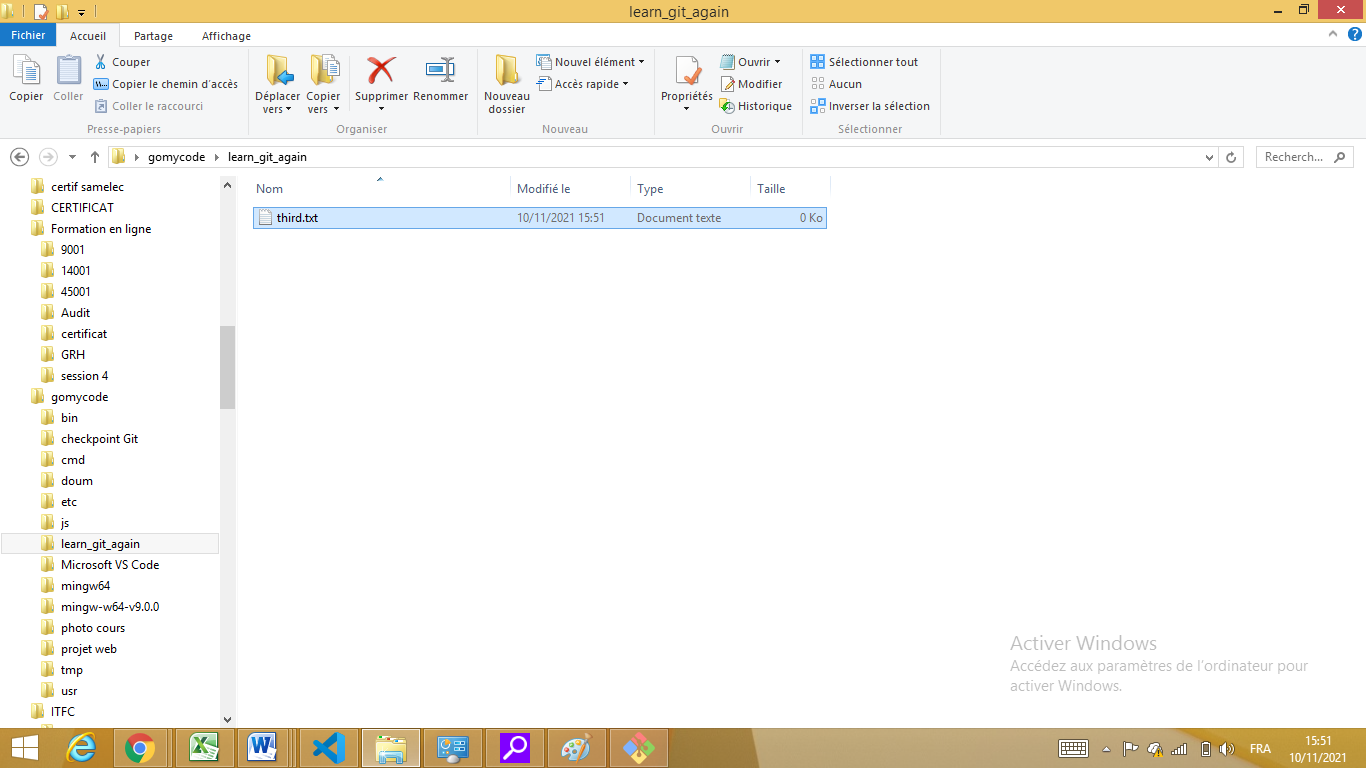 learn_git_again
Fichier Accueil Partage Affichage
Copier
Coller
Couper
Copier le chemin d'accès
Coller le raccourci
Presse-papiers
Déplacer vers
Copier vers
Supprimer
Renommer
Organiser
Nouveau dossier
Nouvel élément
Accès rapide
Nouveau
Propriétés
Ouvrir
Modifier
Historique
Ouvrir
Sélectionner tout
Aucun
Inverser la sélection
Sélectionner
gomycode learn_git_again
Recherch...
certif samelec
CERTIFICAT
Formation en ligne
9001
14001
45001
Audit
certificat
GRH
session 4
gomycode
bin
checkpoint Git
cmd
doum
etc
js
learn_git_again
Microsoft VS Code
mingw64
mingw-w64-v9.0.0
photo cours
projet web
tmp
usr
ITFC
Nom Modifié le Type Taille
third.txt 10/11/2021 15:51 Document texte 0 Ko
Activer Windows
Accédez aux paramètres de l'ordinateur pour
activer Windows.
FRA
15:51
10/11/2021